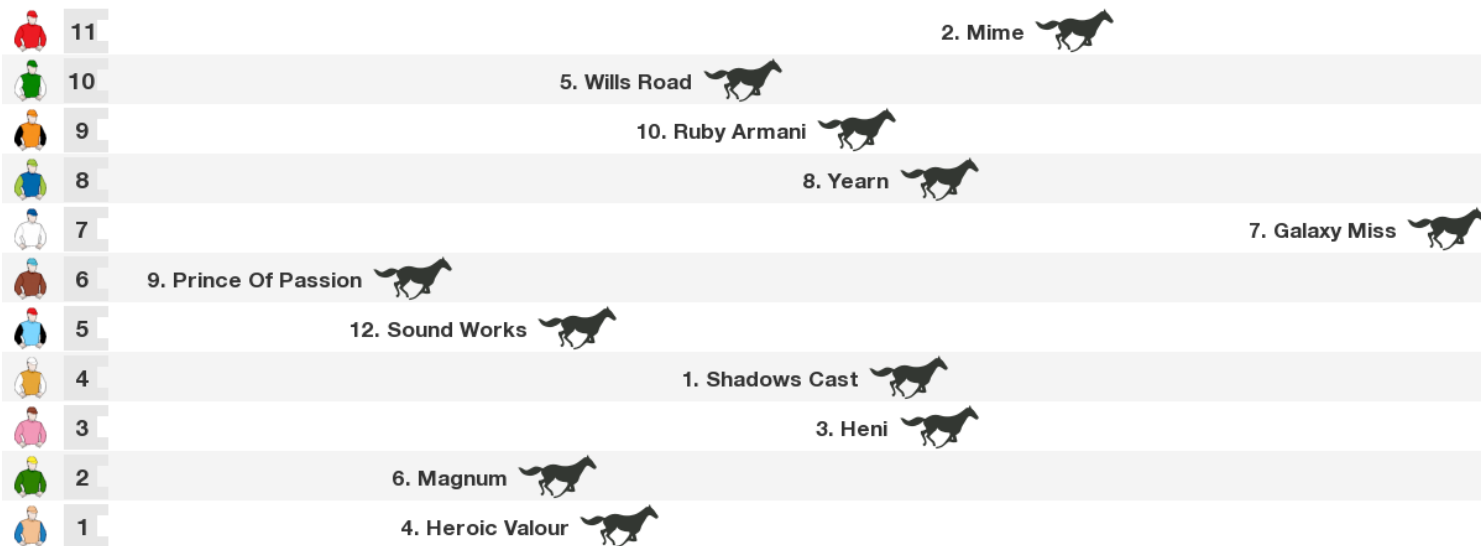 11 2. Mime
10 5. Wills Road
9 10. Ruby Armani
8 8. Yearn
7 7. Galaxy Miss
6 9. Prince Of Passion
5 12. Sound Works
4 1. Shadows Cast
3 3. Heni
2 6. Magnum
1 4. Heroic Valour